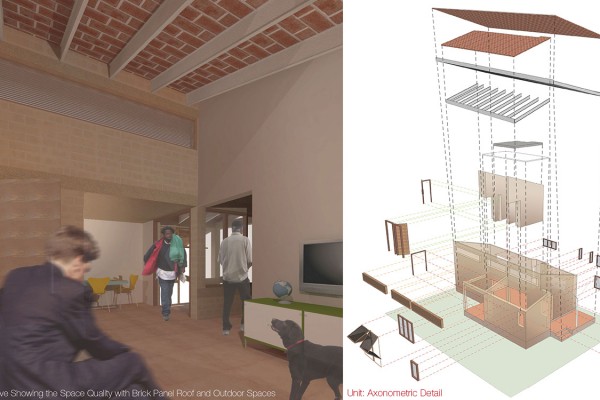 ve Showing the Space Quality with Brick Panel Roof and Outdoor Spaces
Unit: Axonometric Detail